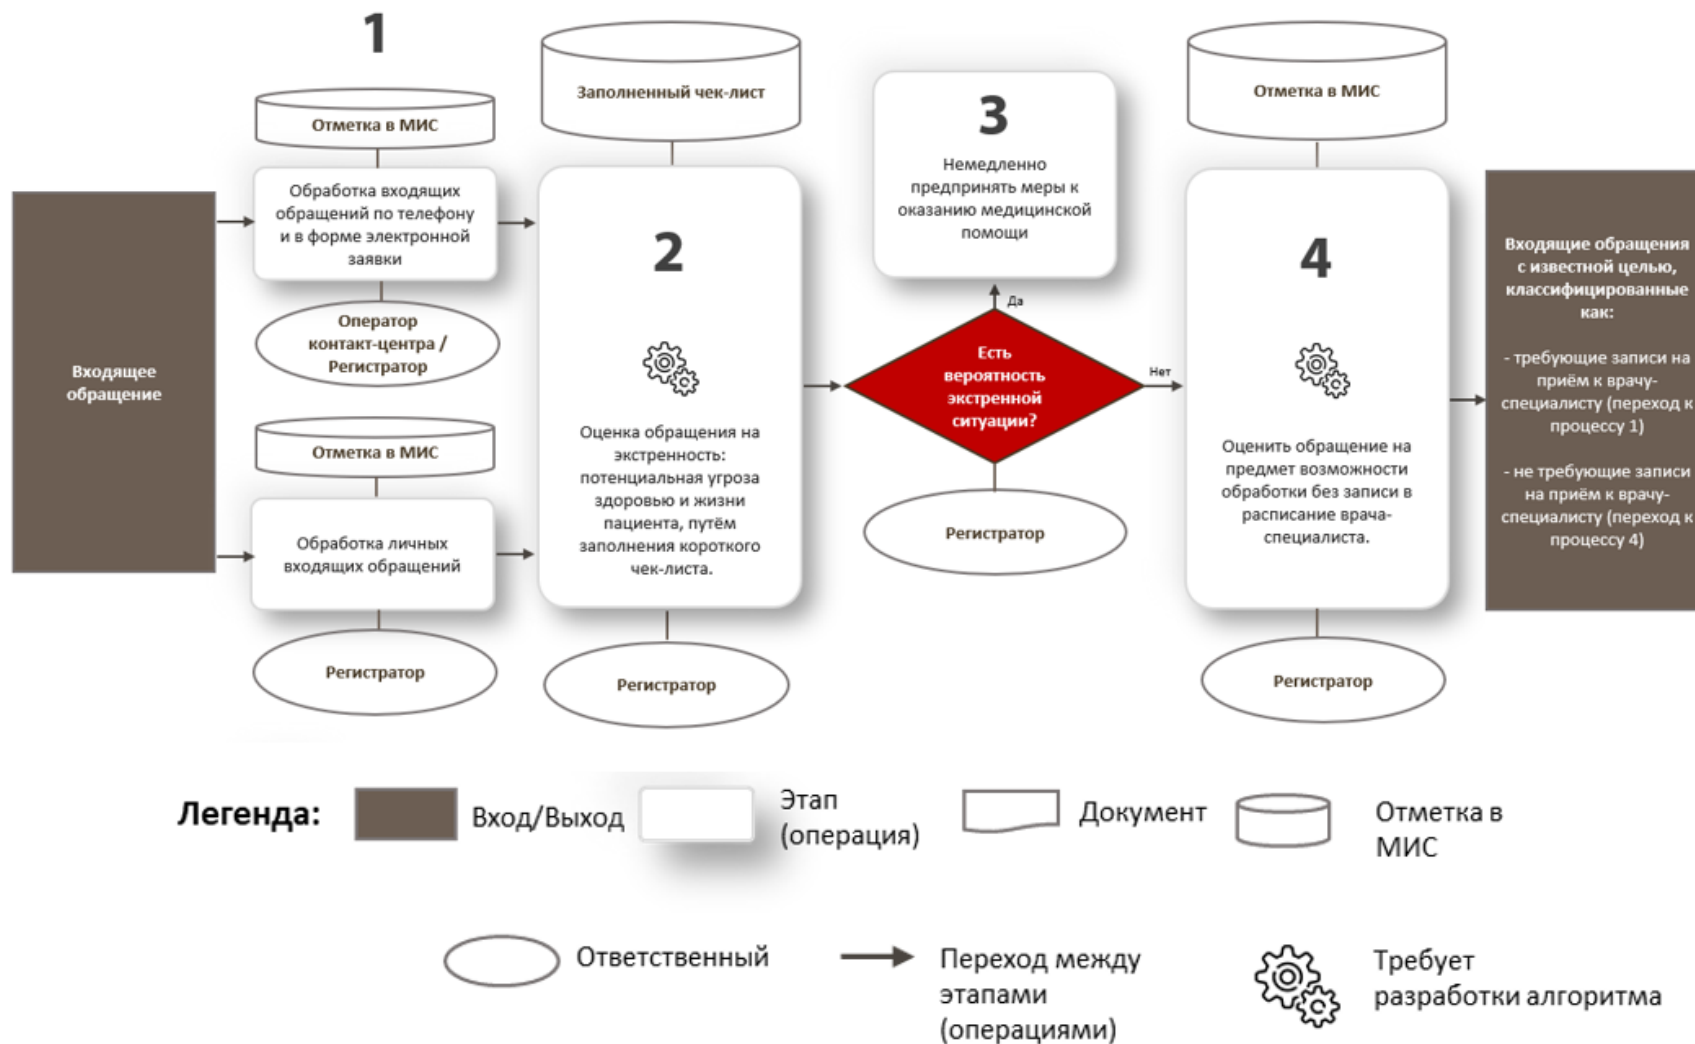 1
Отметка в МИС
Обработка входящих
обращений по телефону
и в форме электронной
заявки
Оператор
контакт-центра /
Регистратор
Входящее
обращение
Отметка в МИС
Обработка личных
входящих обращений
Регистратор
Заполненный чек-лист
2
Оценка обращения на
экстренность:
потенциальная угроза
здоровью и жизни
пациента, путём
заполнения короткого
чек-листа.
Регистратор
3
Немедленно
предпринять меры к
оказанию медицинской
помощи
Да
Есть
вероятность
экстренной
ситуации?
Нет
Регистратор
Отметка в МИС
4
Оценить обращение на
предмет возможности
обработки без записи в
расписание врача-
специалиста.
Регистратор
Входящие обращения
с известной целью,
классифицированные
как:
- требующие записи на
приём к врачу-
специалисту (переход к
процессу 1)
- не требующие записи
на приём к врачу-
специалисту (переход к
процессу 4)
Легенда:
Вход/Выход
Этап
(операция)
Документ
Отметка в
МИС
Ответственный
Переход между
этапами
(операциями)
Требует
разработки алгоритма